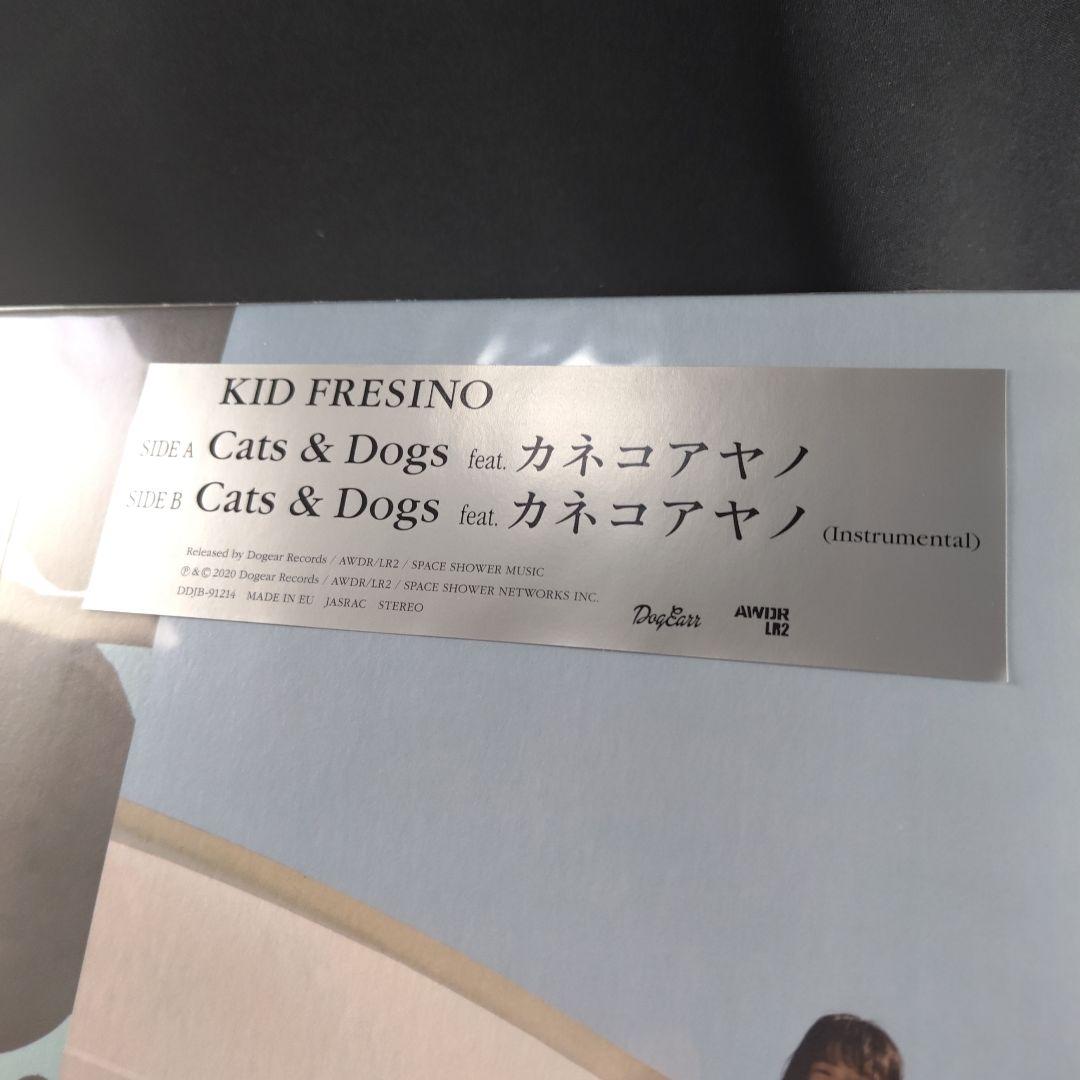 KID FRESINO
SIDE A Cats & Dogs feat. カネコアヤノ
SIDE B Cats & Dogs feat. カネコアヤノ (Instrumental)
Released by Dogear Records / AWDR/LR2 / SPACE SHOWER MUSIC
℗&©2020 Dogear Records / AWDR/LR2 / SPACE SHOWER NETWORKS INC.
DDJB-91214 MADE IN EU JASRAC STEREO
DogEarr
AWDR
LR2